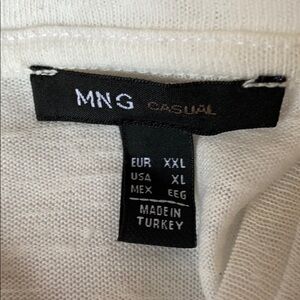 MNG CASUAL
EUR XXL
USA XL
MEX EEG
MADE IN
TURKEY